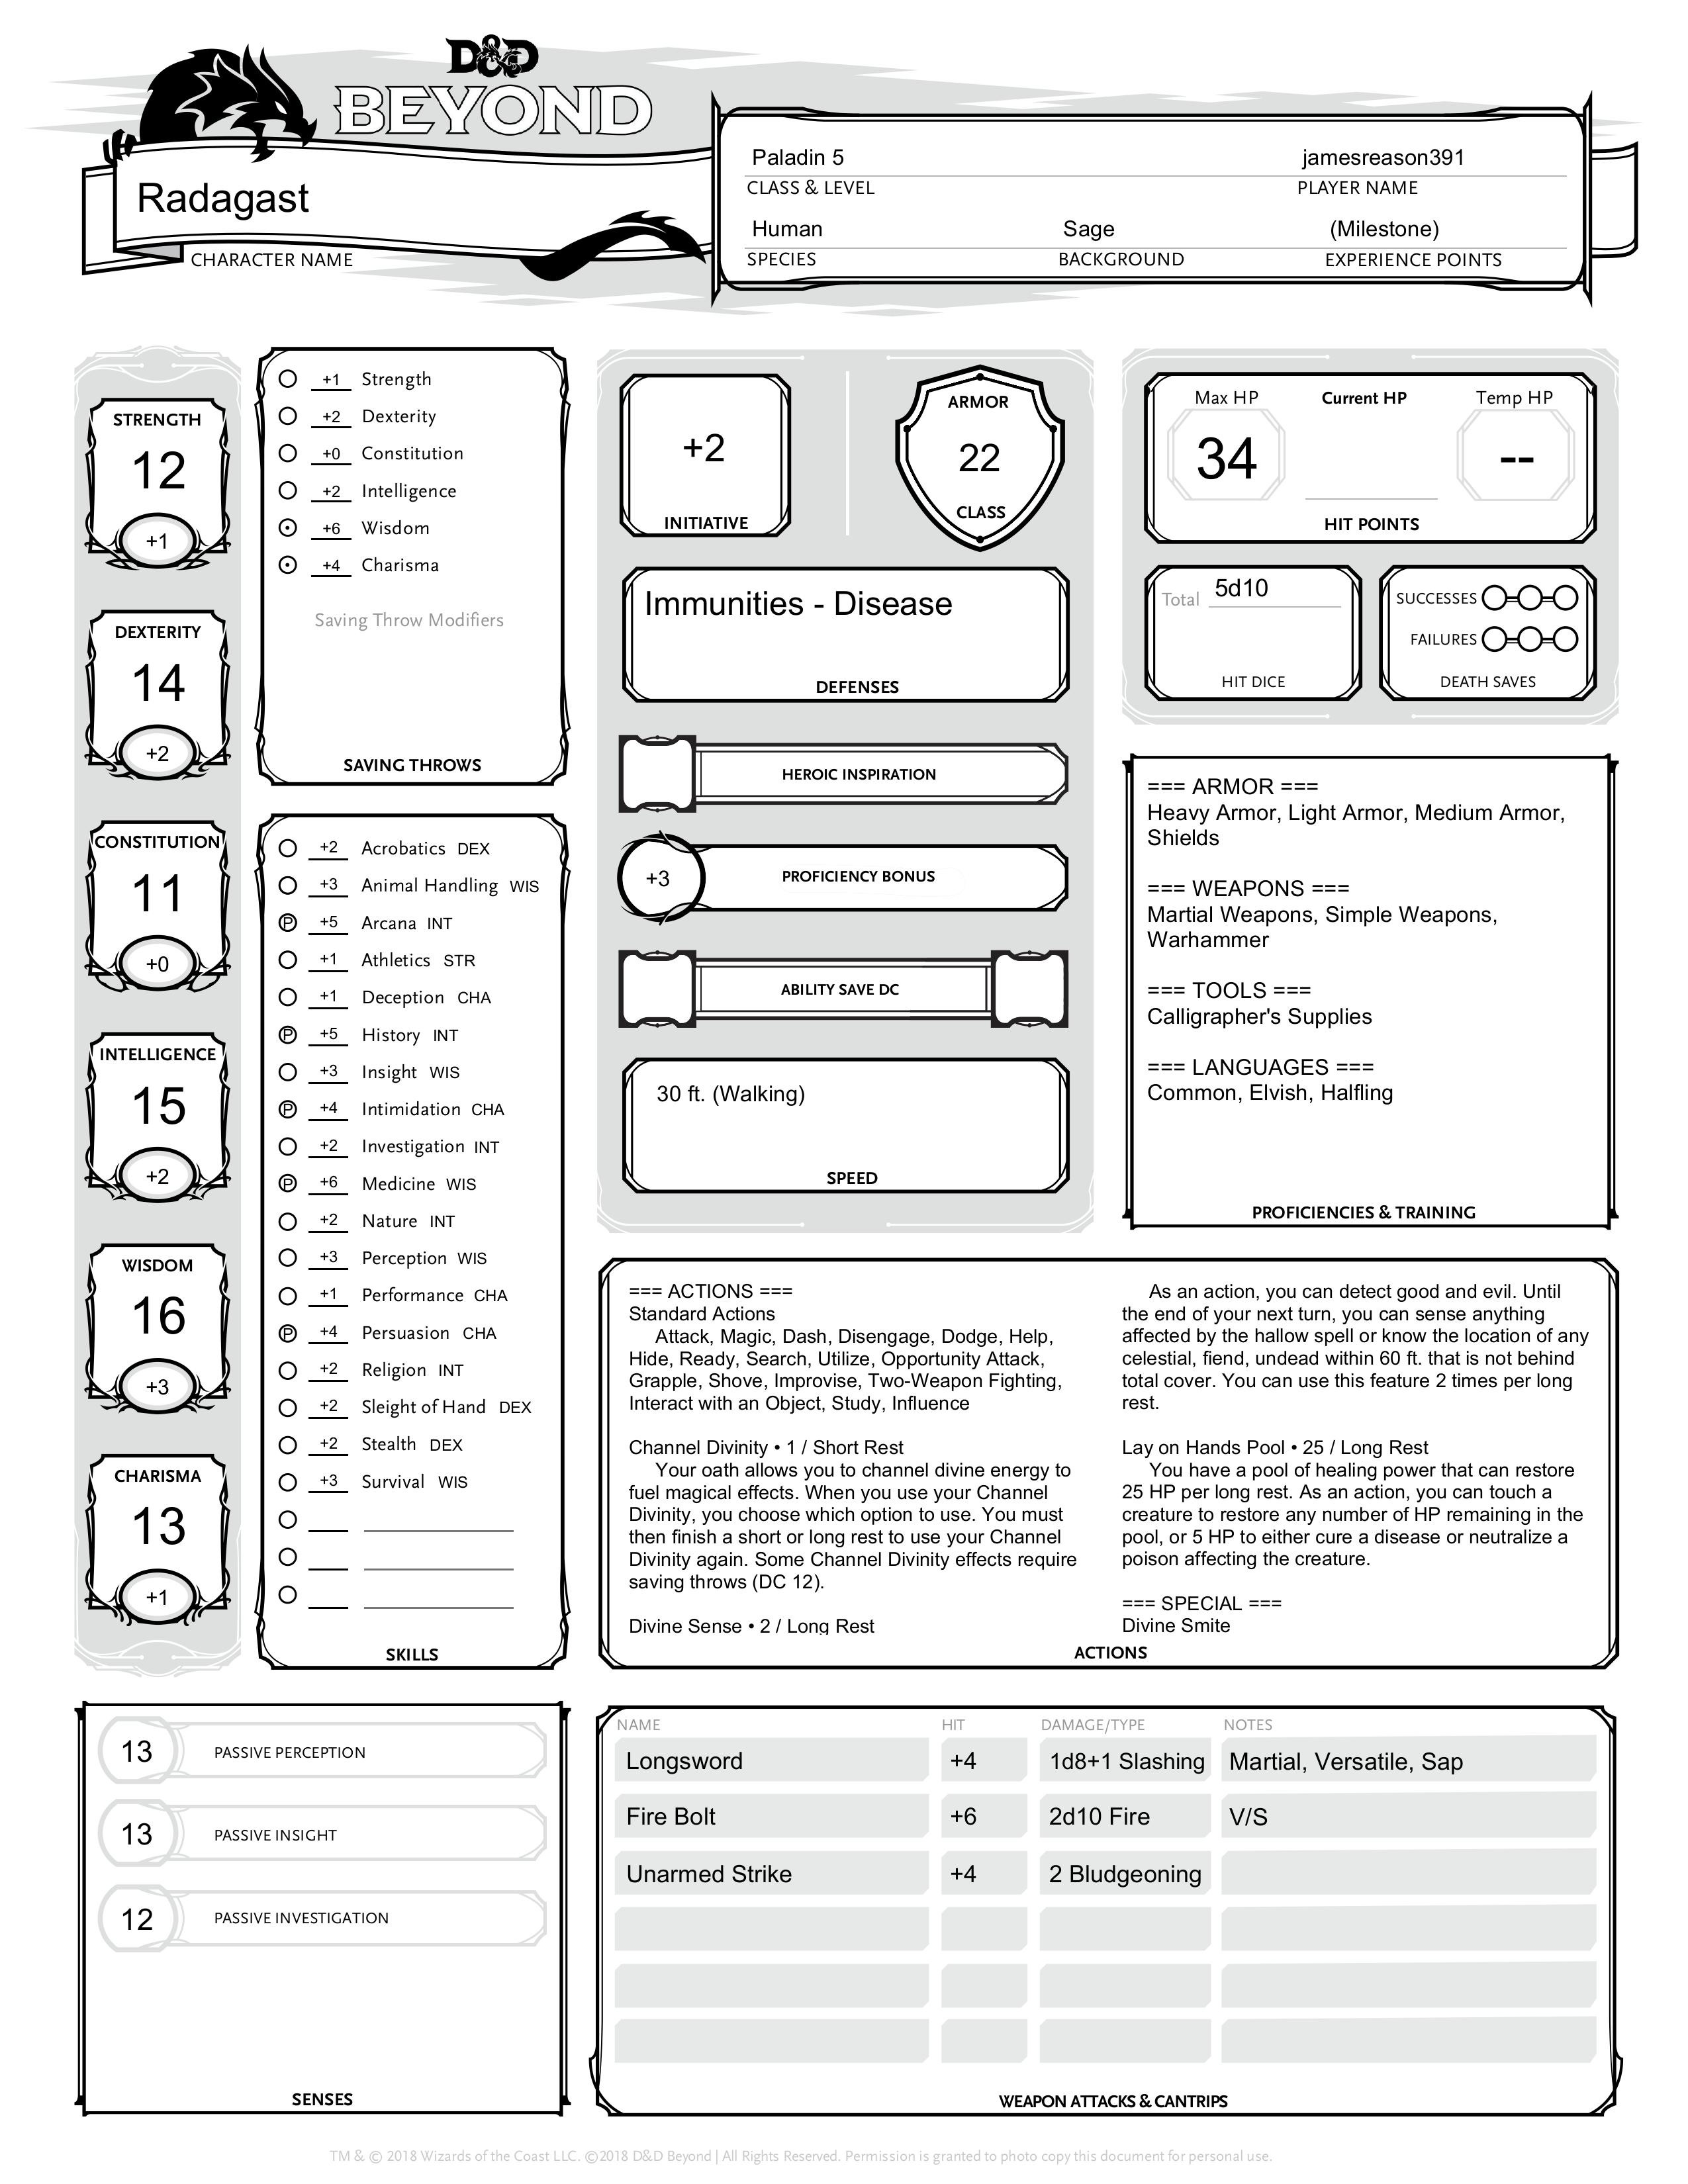 D&D
BEYOND
Radagast
CHARACTER NAME
Paladin 5
jamesreason391
CLASS & LEVEL
PLAYER NAME
Human
Sage
(Milestone)
SPECIES
BACKGROUND
EXPERIENCE POINTS
STRENGTH
12
+1
DEXTERITY
14
+2
CONSTITUTION
11
+0
INTELLIGENCE
15
+2
WISDOM
16
+3
CHARISMA
13
+1
+1 Strength
+2 Dexterity
+0 Constitution
+2 Intelligence
+6 Wisdom
+4 Charisma
Saving Throw Modifiers
SAVING THROWS
+2 Acrobatics DEX
+3 Animal Handling WIS
P +5 Arcana INT
+1 Athletics STR
+1 Deception CHA
P +5 History INT
+3 Insight WIS
P +4 Intimidation CHA
+2 Investigation INT
P +6 Medicine WIS
+2 Nature INT
+3 Perception WIS
+1 Performance CHA
P +4 Persuasion CHA
+2 Religion INT
+2 Sleight of Hand DEX
+2 Stealth DEX
+3 Survival WIS
SKILLS
+2
INITIATIVE
ARMOR
22
CLASS
Immunities - Disease
DEFENSES
HEROIC INSPIRATION
+3
PROFICIENCY BONUS
ABILITY SAVE DC
30 ft. (Walking)
SPEED
Max HP
Current HP
Temp HP
34
--
HIT POINTS
Total 5d10
HIT DICE
SUCCESSES
FAILURES
DEATH SAVES
=== ARMOR ===
Heavy Armor, Light Armor, Medium Armor,
Shields
=== WEAPONS ===
Martial Weapons, Simple Weapons,
Warhammer
=== TOOLS ===
Calligrapher's Supplies
=== LANGUAGES ===
Common, Elvish, Halfling
PROFICIENCIES & TRAINING
=== ACTIONS ===
Standard Actions
Attack, Magic, Dash, Disengage, Dodge, Help,
Hide, Ready, Search, Utilize, Opportunity Attack,
Grapple, Shove, Improvise, Two-Weapon Fighting,
Interact with an Object, Study, Influence
Channel Divinity • 1 / Short Rest
Your oath allows you to channel divine energy to
fuel magical effects. When you use your Channel
Divinity, you choose which option to use. You must
then finish a short or long rest to use your Channel
Divinity again. Some Channel Divinity effects require
saving throws (DC 12).
Divine Sense • 2 / Long Rest
As an action, you can detect good and evil. Until
the end of your next turn, you can sense anything
affected by the hallow spell or know the location of any
celestial, fiend, undead within 60 ft. that is not behind
total cover. You can use this feature 2 times per long
rest.
Lay on Hands Pool • 25 / Long Rest
You have a pool of healing power that can restore
25 HP per long rest. As an action, you can touch a
creature to restore any number of HP remaining in the
pool, or 5 HP to either cure a disease or neutralize a
poison affecting the creature.
=== SPECIAL ===
Divine Smite
ACTIONS
13 PASSIVE PERCEPTION
13 PASSIVE INSIGHT
12 PASSIVE INVESTIGATION
SENSES
NAME HIT DAMAGE/TYPE NOTES
Longsword +4 1d8+1 Slashing Martial, Versatile, Sap
Fire Bolt +6 2d10 Fire V/S
Unarmed Strike +4 2 Bludgeoning
WEAPON ATTACKS & CANTRIPS
TM & © 2018 Wizards of the Coast LLC. ©2018 D&D Beyond | All Rights Reserved. Permission is granted to photo copy this document for personal use.